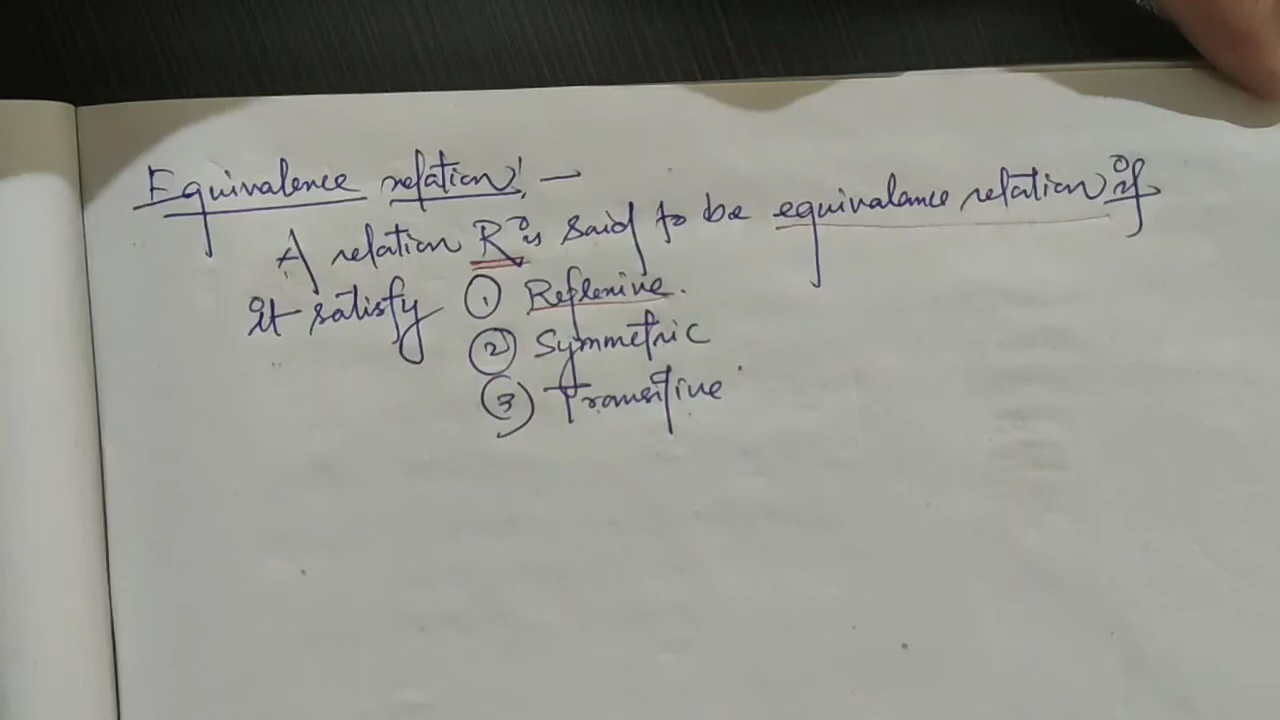 Equivalence relation:-
A relation R is said to be equivalance relation if
it satisfy ① Reflexive.
② Symmetric
③ Transitive